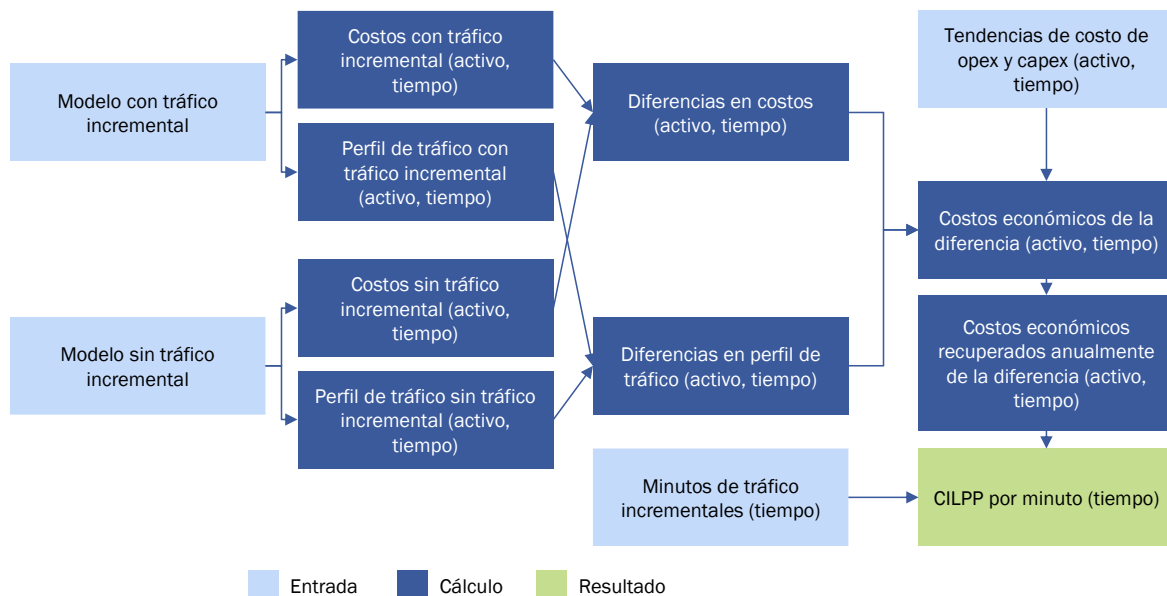 Modelo con tráfico
incremental
Costos con tráfico
incremental (activo,
tiempo)
Perfil de tráfico con
tráfico incremental
(activo, tiempo)
Modelo sin tráfico
incremental
Costos sin tráfico
incremental (activo,
tiempo)
Perfil de tráfico sin tráfico
incremental (activo,
tiempo)
Diferencias en costos
(activo, tiempo)
Diferencias en perfil de
tráfico (activo, tiempo)
Minutos de tráfico
incrementales (tiempo)
Tendencias de costo de
opex y capex (activo,
tiempo)
Costos económicos de la
diferencia (activo, tiempo)
Costos económicos
recuperados anualmente
de la diferencia (activo,
tiempo)
CILPP por minuto (tiempo)
Entrada
Cálculo
Resultado